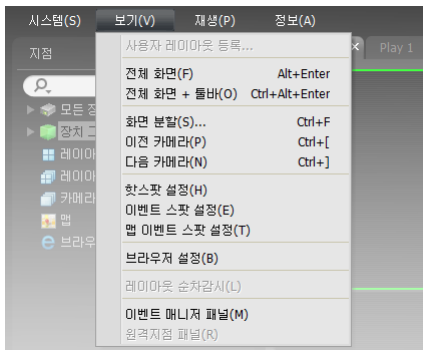 시스템(S) 보기(V) 재생(P) 정보(A)
지점
Play 1
사용자 레이아웃 등록...
전체 화면(F) Alt+Enter
전체 화면 + 툴바(O) Ctrl+Alt+Enter
모든
장치 그
화면 분할(S)... Ctrl+F
이전 카메라(P) Ctrl+[
다음 카메라(N) Ctrl+]
레이아
레이아
카메라
맵
브라우
핫스팟 설정(H)
이벤트 스팟 설정(E)
맵 이벤트 스팟 설정(T)
브라우저 설정(B)
레이아웃 순차감시(L)
이벤트 매니저 패널(M)
원격지점 패널(R)